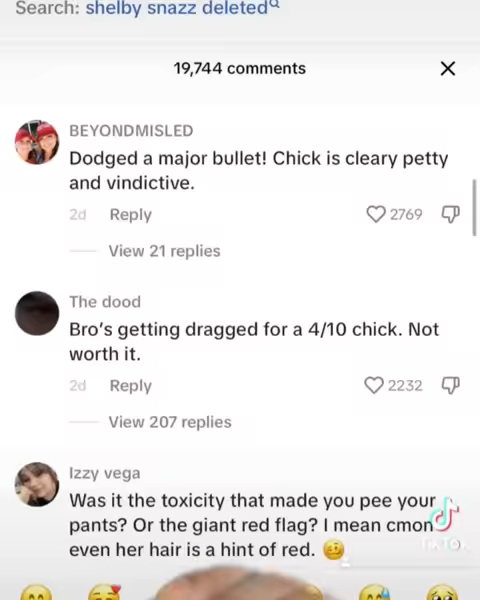 Search: shelby snazz deleted
19,744 comments
BEYONDMISLED
Dodged a major bullet! Chick is cleary petty
and vindictive.
2d Reply 2769
View 21 replies
The dood
Bro's getting dragged for a 4/10 chick. Not
worth it.
2d Reply 2232
View 207 replies
Izzy vega
Was it the toxicity that made you pee your
pants? Or the giant red flag? I mean cmon
even her hair is a hint of red. 🥴
TikTok